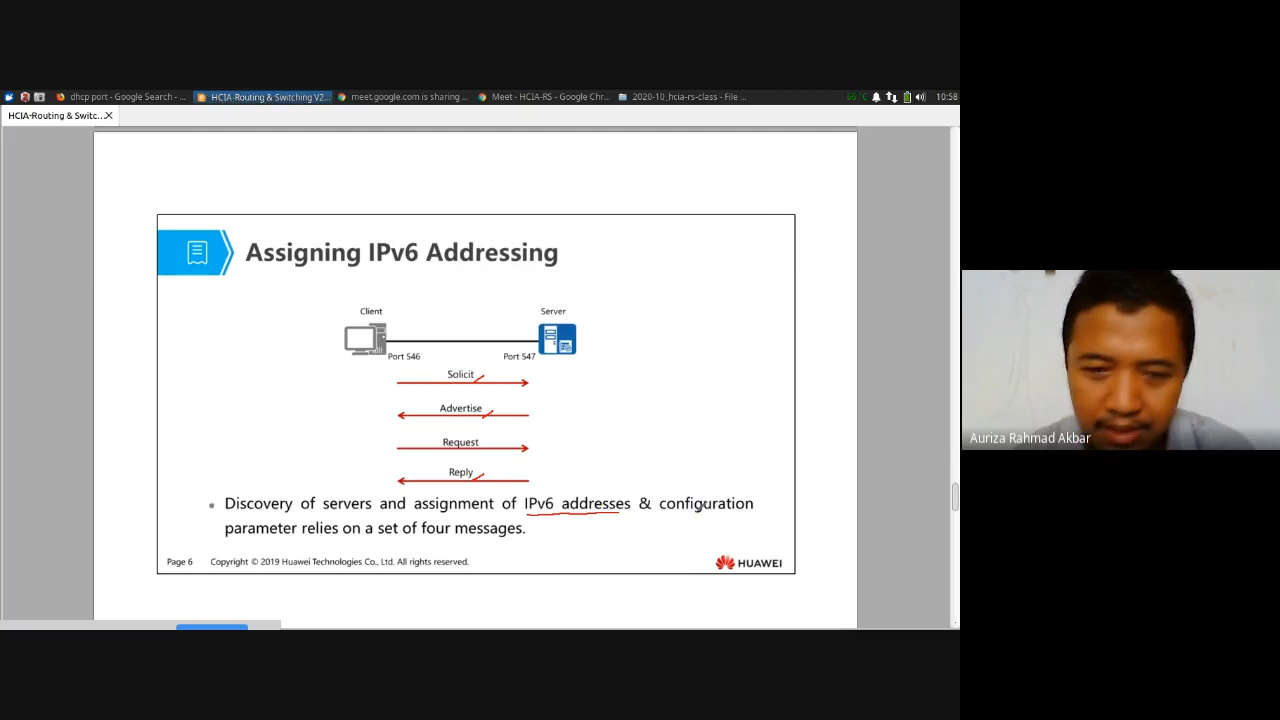 dhcp port - Google Search - ...
HCIA-Routing & Switching V2...
meet.google.com is sharing ...
Meet - HCIA-RS - Google Chr...
2020-10_hcia-rs-class - File ...
66°C
10:58
HCIA-Routing & Switc...
Assigning IPv6 Addressing
Client
Server
Port 546
Port 547
Solicit
Advertise
Request
Reply
Discovery of servers and assignment of IPv6 addresses & configuration
parameter relies on a set of four messages.
Page 6
Copyright © 2019 Huawei Technologies Co., Ltd. All rights reserved.
HUAWEI
Auriza Rahmad Akbar